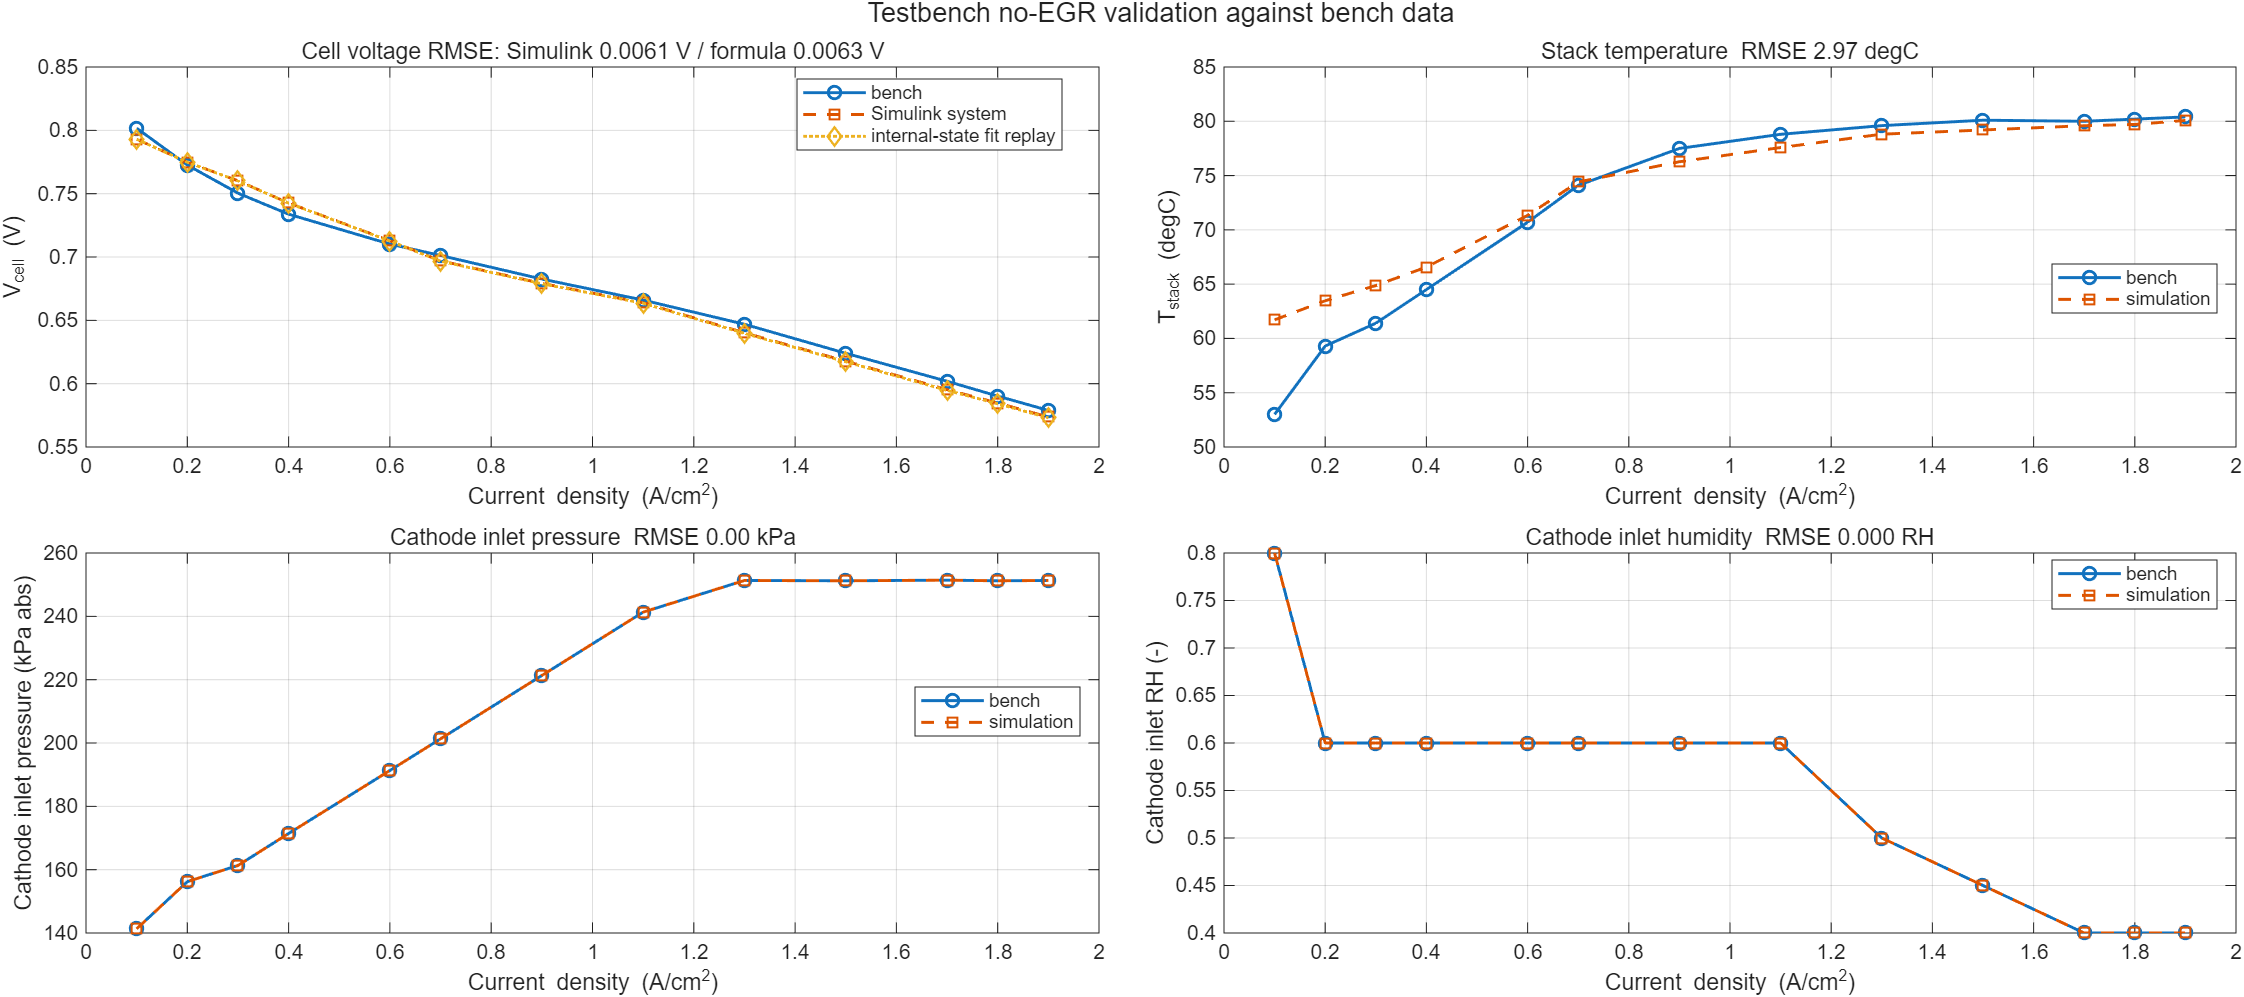 Testbench no-EGR validation against bench data
Cell voltage RMSE: Simulink 0.0061 V / formula 0.0063 V
0.85
0.8
0.75
0.7
0.65
0.6
0.55
V_cell (V)
bench
Simulink system
internal-state fit replay
0 0.2 0.4 0.6 0.8 1 1.2 1.4 1.6 1.8 2
Current density (A/cm²)
Stack temperature RMSE 2.97 degC
85
80
75
70
65
60
55
50
T_stack (degC)
bench
simulation
0 0.2 0.4 0.6 0.8 1 1.2 1.4 1.6 1.8 2
Current density (A/cm²)
Cathode inlet pressure RMSE 0.00 kPa
260
240
220
200
180
160
140
Cathode inlet pressure (kPa abs)
bench
simulation
0 0.2 0.4 0.6 0.8 1 1.2 1.4 1.6 1.8 2
Current density (A/cm²)
Cathode inlet humidity RMSE 0.000 RH
0.8
0.75
0.7
0.65
0.6
0.55
0.5
0.45
0.4
Cathode inlet RH (-)
bench
simulation
0 0.2 0.4 0.6 0.8 1 1.2 1.4 1.6 1.8 2
Current density (A/cm²)